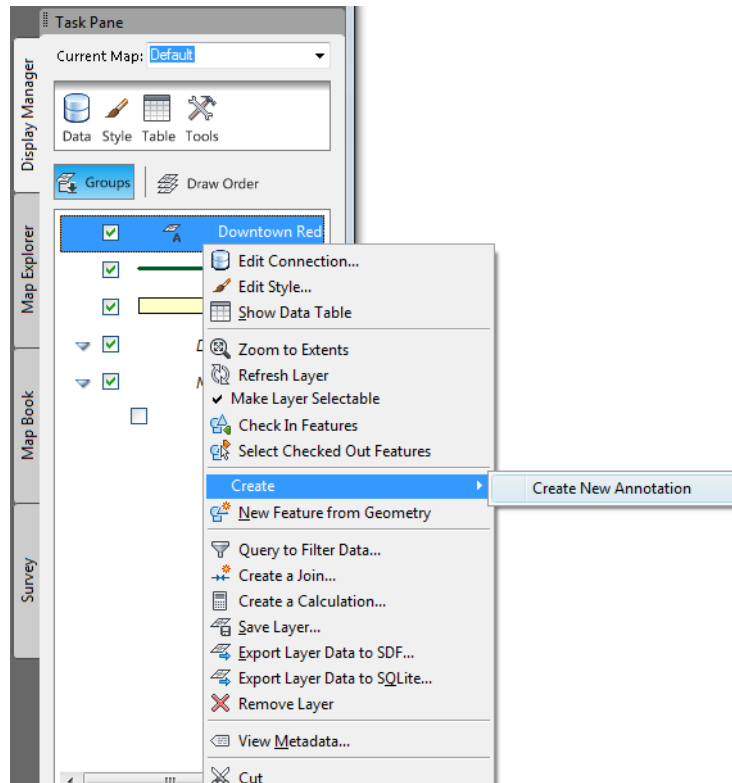 Task Pane
Current Map: Default
Display Manager
Map Explorer
Map Book
Survey
Data Style Table Tools
Groups
Draw Order
Downtown Red
D
N
Edit Connection...
Edit Style...
Show Data Table
Zoom to Extents
Refresh Layer
Make Layer Selectable
Check In Features
Select Checked Out Features
Create
Create New Annotation
New Feature from Geometry
Query to Filter Data...
Create a Join...
Create a Calculation...
Save Layer...
Export Layer Data to SDF...
Export Layer Data to SQLite...
Remove Layer
View Metadata...
Cut